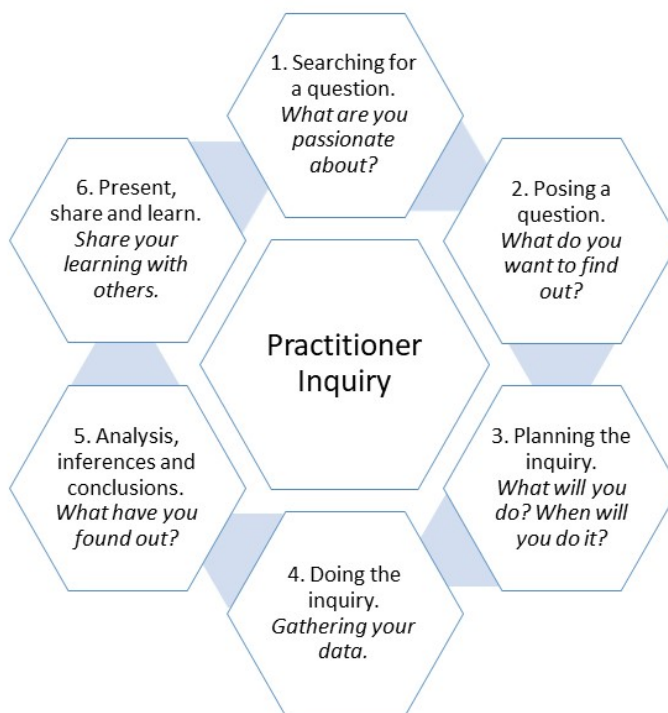 1. Searching for
a question.
What are you
passionate
about?
2. Posing a
question.
What do you
want to find
out?
3. Planning the
inquiry.
What will you
do? When will
you do it?
4. Doing the
inquiry.
Gathering your
data.
5. Analysis,
inferences and
conclusions.
What have you
found out?
6. Present,
share and learn.
Share your
learning with
others.
Practitioner
Inquiry